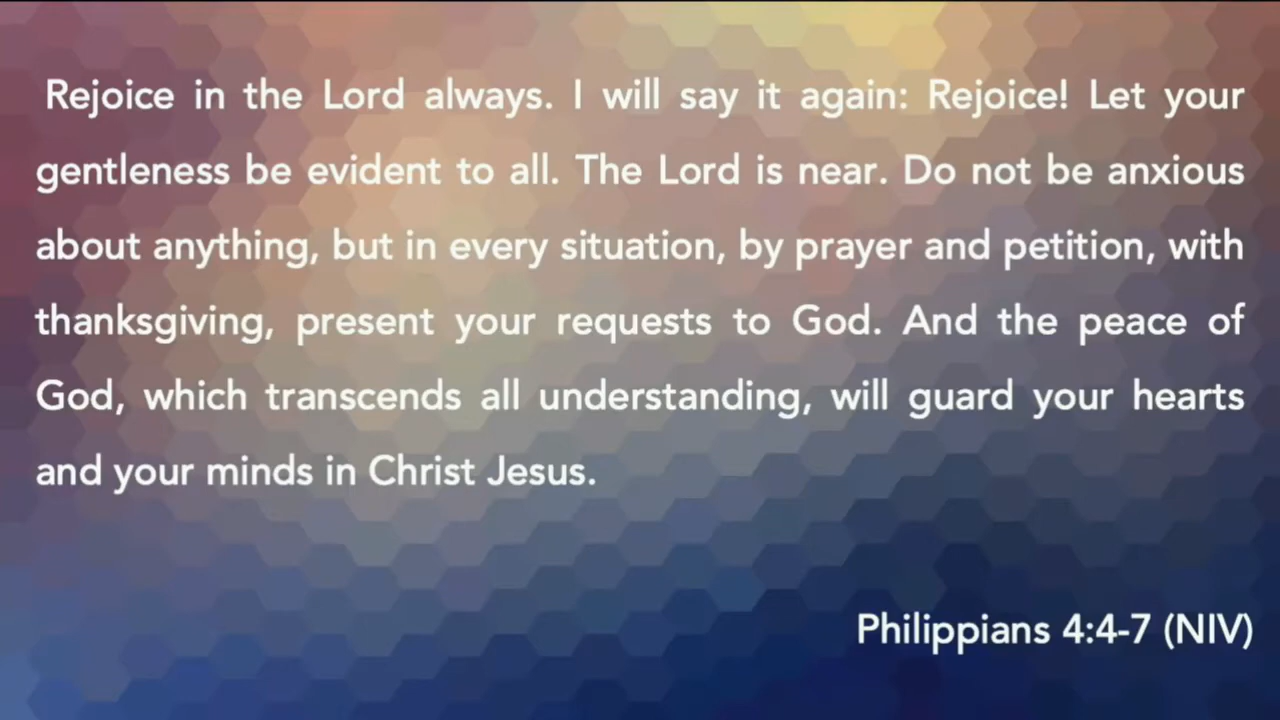 Rejoice in the Lord always. I will say it again: Rejoice! Let your
gentleness be evident to all. The Lord is near. Do not be anxious
about anything, but in every situation, by prayer and petition, with
thanksgiving, present your requests to God. And the peace of
God, which transcends all understanding, will guard your hearts
and your minds in Christ Jesus.
Philippians 4:4-7 (NIV)